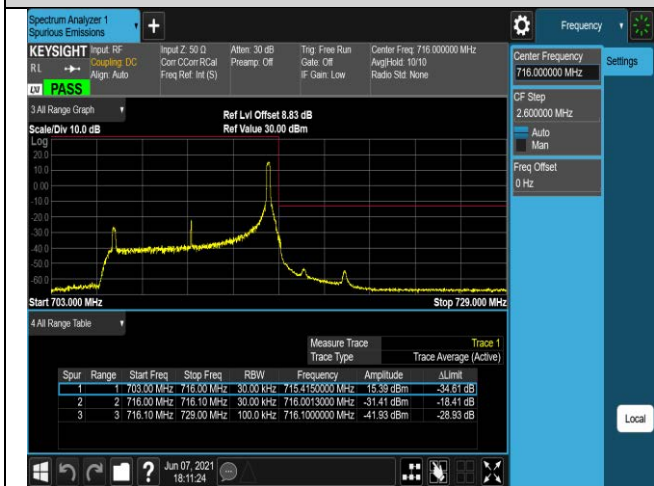 Spectrum Analyzer 1
Spurious Emissions
Frequency
KEYSIGHT Input: RF Input Z: 50 Ω Atten: 30 dB Trig: Free Run Center Freq: 716.000000 MHz
RL Coupling: DC Corr CCorr RCal Preamp: Off Gate: Off Avg|Hold: 10/10
Align: Auto Freq Ref: Int (S) IF Gain: Low Radio Std: None
PASS
Center Frequency
716.000000 MHz
Settings
CF Step
2.600000 MHz
Auto
Man
Freq Offset
0 Hz
3 All Range Graph
Ref Lvl Offset 8.83 dB
Scale/Div 10.0 dB Ref Value 30.00 dBm
Log
20.0
10.0
0.00
-10.0
-20.0
-30.0
-40.0
-50.0
-60.0
Start 703.000 MHz Stop 729.000 MHz
4 All Range Table
Measure Trace Trace 1
Trace Type Trace Average (Active)
Spur Range Start Freq Stop Freq RBW Frequency Amplitude ΔLimit
1 1 703.00 MHz 716.00 MHz 30.00 kHz 715.4150000 MHz 15.39 dBm -34.61 dB
2 2 716.00 MHz 716.10 MHz 30.00 kHz 716.0013000 MHz -31.41 dBm -18.41 dB
3 3 716.10 MHz 729.00 MHz 100.0 kHz 716.1000000 MHz -41.93 dBm -28.93 dB
Local
Jun 07, 2021
18:11:24